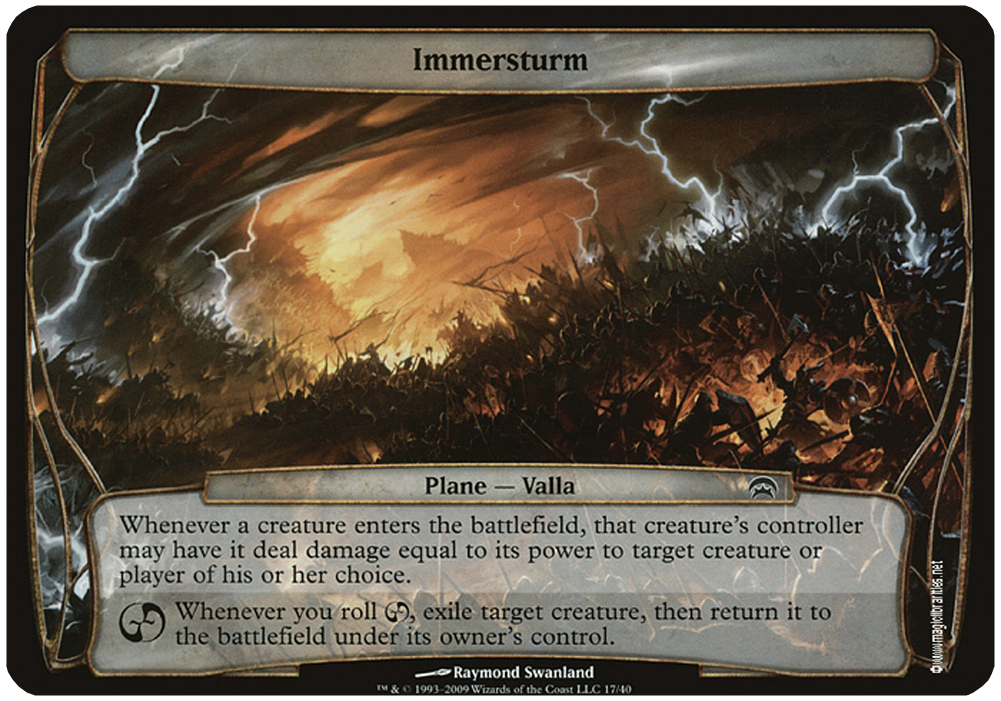 Immersturm
Plane — Valla
Whenever a creature enters the battlefield, that creature's controller
may have it deal damage equal to its power to target creature or
player of his or her choice.
Whenever you roll , exile target creature, then return it to
the battlefield under its owner's control.
Raymond Swanland
™ & © 1993–2009 Wizards of the Coast LLC 17/40
© www.magiclibrarities.net